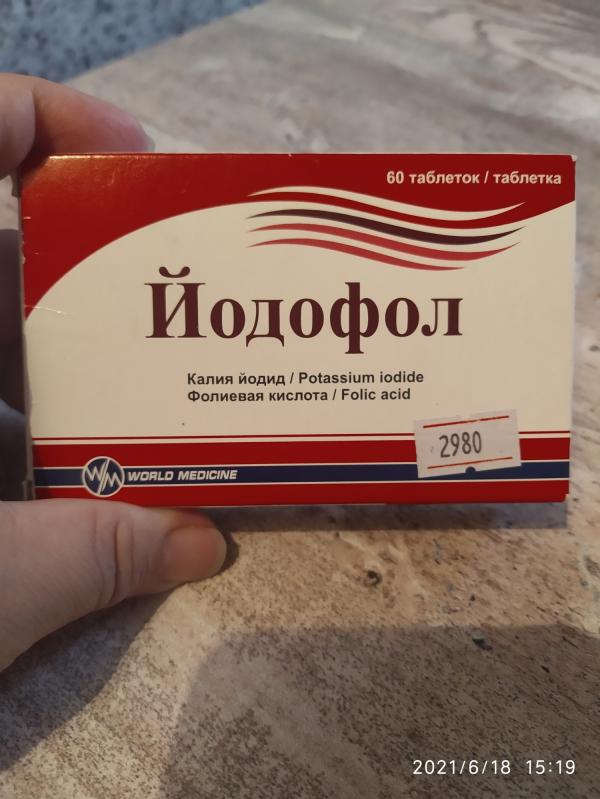 60 таблеток / таблетка
Йодофол
Калия йодид / Potassium iodide
Фолиевая кислота / Folic acid
2980
WM WORLD MEDICINE
2021/6/18 15:19